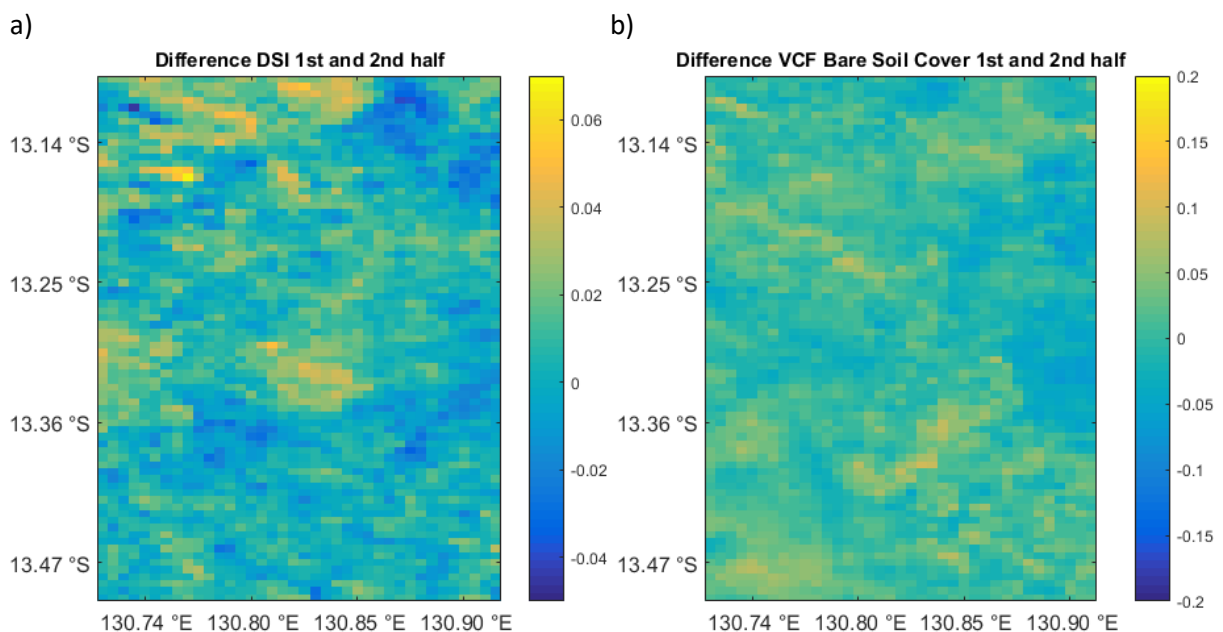 a)
Difference DSI 1st and 2nd half
13.14 °S
13.25 °S
13.36 °S
13.47 °S
130.74 °E 130.80 °E 130.85 °E 130.90 °E
0.06
0.04
0.02
0
-0.02
-0.04
b)
Difference VCF Bare Soil Cover 1st and 2nd half
13.14 °S
13.25 °S
13.36 °S
13.47 °S
130.74 °E 130.80 °E 130.85 °E 130.90 °E
0.2
0.15
0.1
0.05
0
-0.05
-0.1
-0.15
-0.2